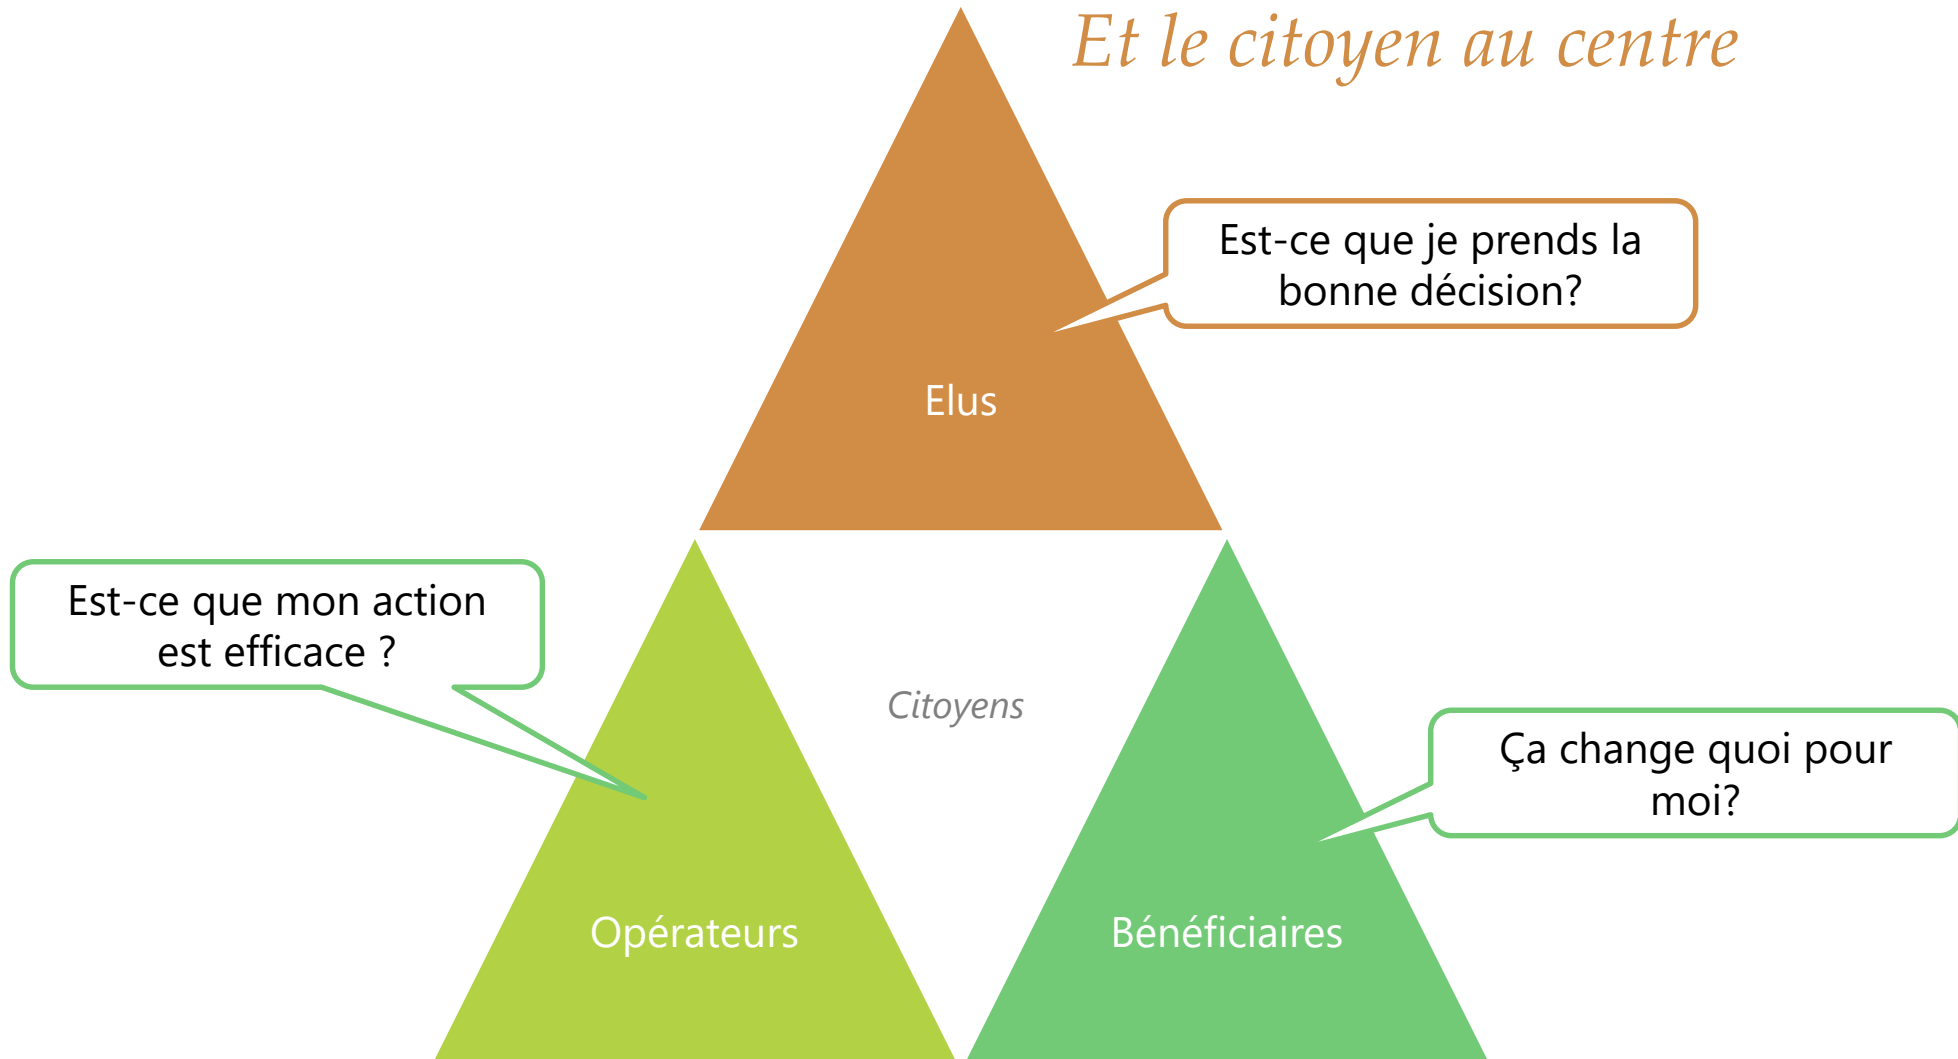 Et le citoyen au centre
Est-ce que je prends la
bonne décision?
Elus
Est-ce que mon action
est efficace ?
Citoyens
Ça change quoi pour
moi?
Opérateurs
Bénéficiaires